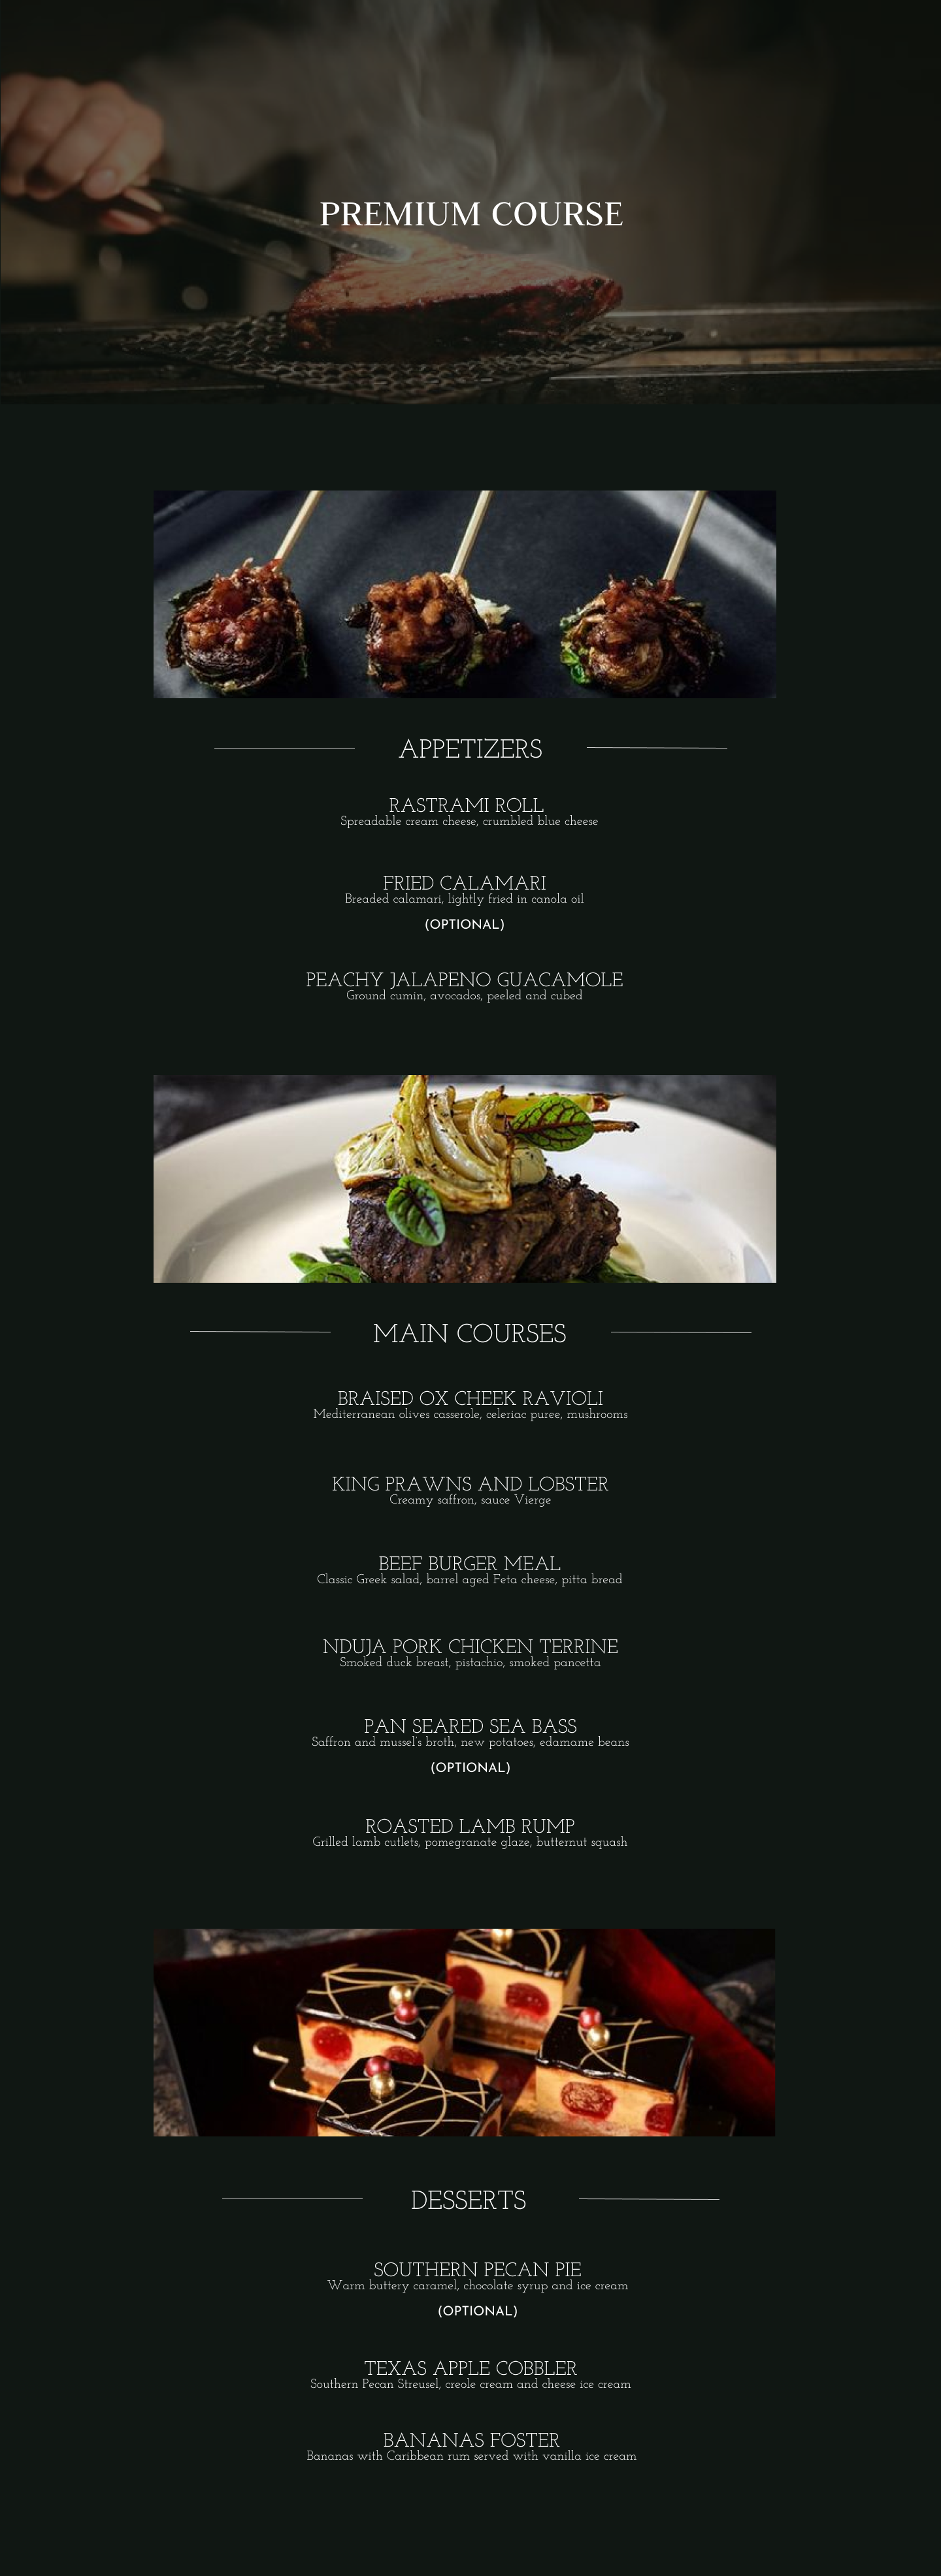 PREMIUM COURSE
APPETIZERS
RASTRAMI ROLL
Spreadable cream cheese, crumbled blue cheese
FRIED CALAMARI
Breaded calamari, lightly fried in canola oil
(OPTIONAL)
PEACHY JALAPENO GUACAMOLE
Ground cumin, avocados, peeled and cubed
MAIN COURSES
BRAISED OX CHEEK RAVIOLI
Mediterranean olives casserole, celeriac puree, mushrooms
KING PRAWNS AND LOBSTER
Creamy saffron, sauce Vierge
BEEF BURGER MEAL
Classic Greek salad, barrel aged Feta cheese, pitta bread
NDUJA PORK CHICKEN TERRINE
Smoked duck breast, pistachio, smoked pancetta
PAN SEARED SEA BASS
Saffron and mussel's broth, new potatoes, edamame beans
(OPTIONAL)
ROASTED LAMB RUMP
Grilled lamb cutlets, pomegranate glaze, butternut squash
DESSERTS
SOUTHERN PECAN PIE
Warm buttery caramel, chocolate syrup and ice cream
(OPTIONAL)
TEXAS APPLE COBBLER
Southern Pecan Streusel, creole cream and cheese ice cream
BANANAS FOSTER
Bananas with Caribbean rum served with vanilla ice cream